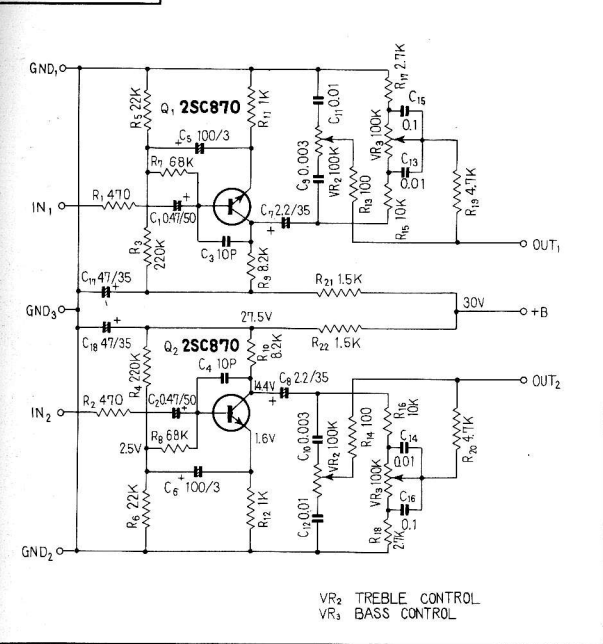 GND₁
R₅ 22K
Q₁ 2SC870
R₁₁ 1K
C₁₁ 0.01
R₁₇ 2.7K
C₁₅
0.1
C₅ 100/3
+
R₇ 68K
C₉ 0.003
VR₂ 100K
VR₃ 100K
C₁₃
0.01
R₁₃
100
R₁₉ 4.7K
IN₁
R₁ 470
+
C₁ 0.47/50
C₇ 2.2/35
+
R₁₅
10K
R₃
220K
C₃ 10P
R₉ 8.2K
OUT₁
C₁₇ 47/35
+
R₂₁ 1.5K
30V
GND₃
+B
27.5V
C₁₈ 47/35
+
Q₂ 2SC870
R₁₀
8.2K
R₂₂ 1.5K
C₄ 10P
R₄ 220K
14.4V
C₈ 2.2/35
+
OUT₂
R₂ 470
C₂ 0.47/50
+
R₁₆
10K
IN₂
R₈ 68K
1.6V
C₁₀ 0.003
VR₂ 100K
R₁₄ 100
C₁₄
0.01
R₂₀ 4.7K
2.5V
C₆
+
100/3
VR₃ 100K
C₁₆
0.1
R₆ 22K
R₁₂
1K
C₁₂ 0.01
R₁₈
2.7K
GND₂
VR₂ TREBLE CONTROL
VR₃ BASS CONTROL